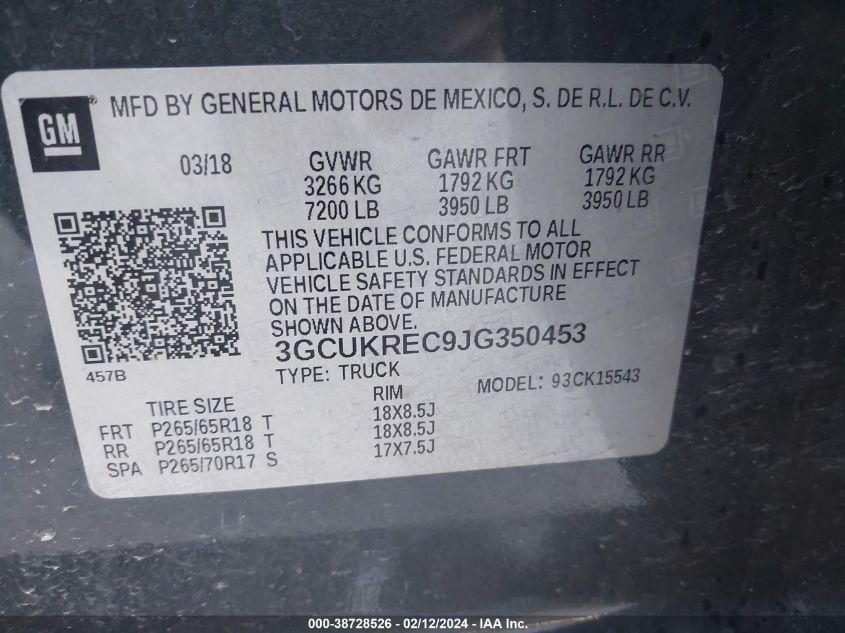 GM®
MFD BY GENERAL MOTORS DE MEXICO, S. DE R.L. DE C.V.
03/18 GVWR GAWR FRT GAWR RR
3266 KG 1792 KG 1792 KG
7200 LB 3950 LB 3950 LB
THIS VEHICLE CONFORMS TO ALL
APPLICABLE U.S. FEDERAL MOTOR
VEHICLE SAFETY STANDARDS IN EFFECT
ON THE DATE OF MANUFACTURE
SHOWN ABOVE.
3GCUKREC9JG350453
457B
TYPE: TRUCK MODEL: 93CK15543
TIRE SIZE RIM
FRT P265/65R18 T 18X8.5J
RR P265/65R18 T 18X8.5J
SPA P265/70R17 S 17X7.5J
000-38728526 - 02/12/2024 - IAA Inc.